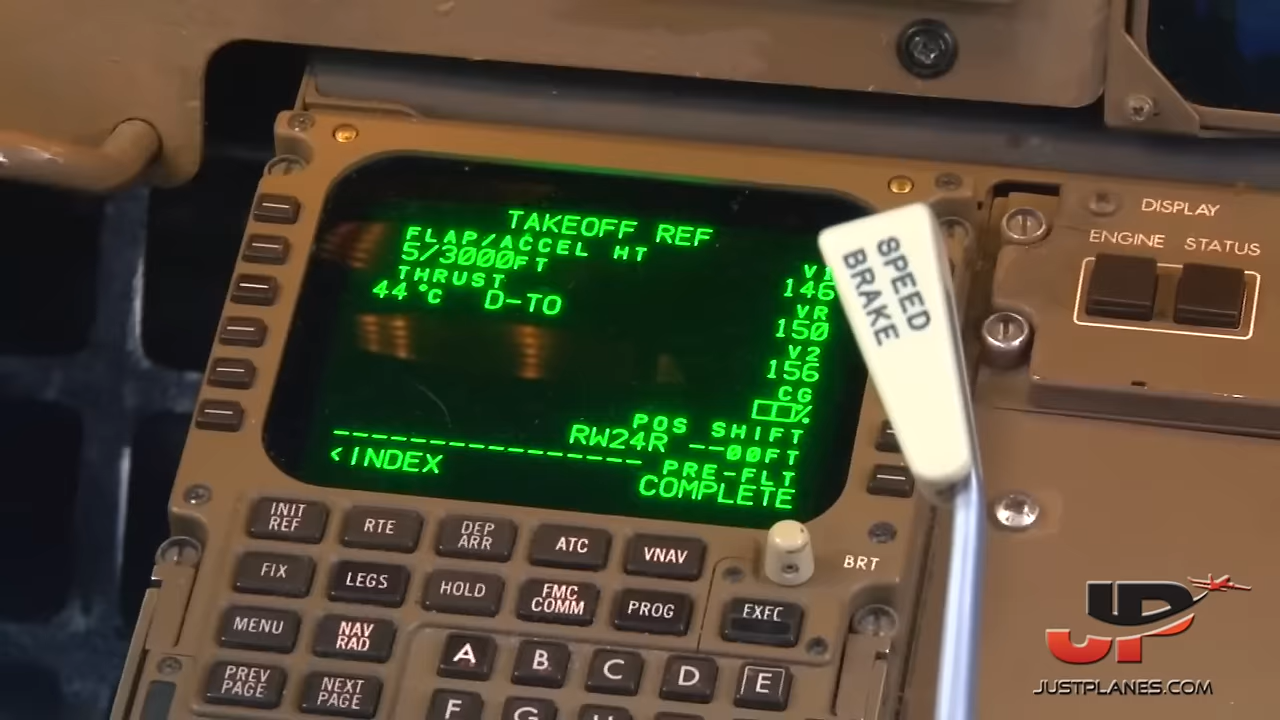 TAKEOFF REF
FLAP/ACCEL HT
5/3000FT
V1
146
THRUST
44°C D-TO
VR
150
V2
156
CG
□□%
POS SHIFT
RW24R --00FT
--------------------
PRE-FLT
<INDEX
COMPLETE
SPEED
BRAKE
DISPLAY
ENGINE STATUS
INIT
REF
RTE
DEP
ARR
ATC
VNAV
BRT
FIX
LEGS
HOLD
FMC
COMM
PROG
EXEC
MENU
NAV
RAD
PREV
PAGE
NEXT
PAGE
A B C D E
F G
JP
JUSTPLANES.COM